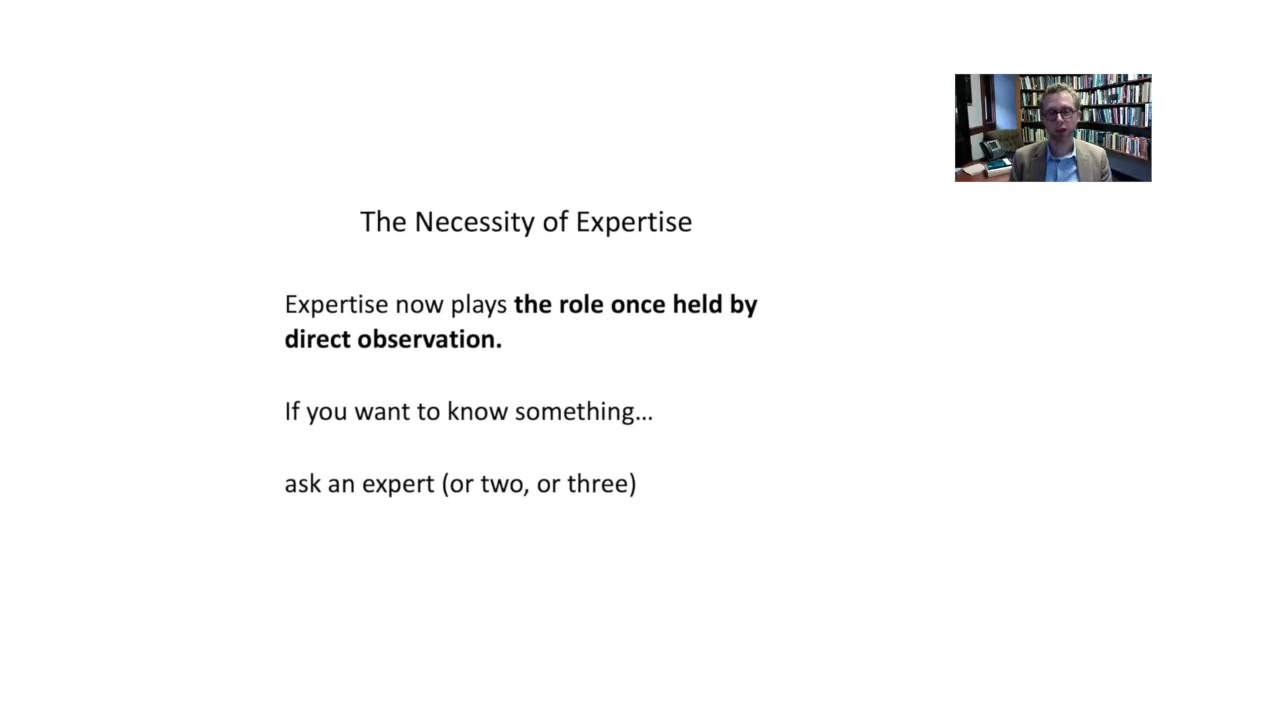 The Necessity of Expertise
Expertise now plays the role once held by
direct observation.
If you want to know something…
ask an expert (or two, or three)